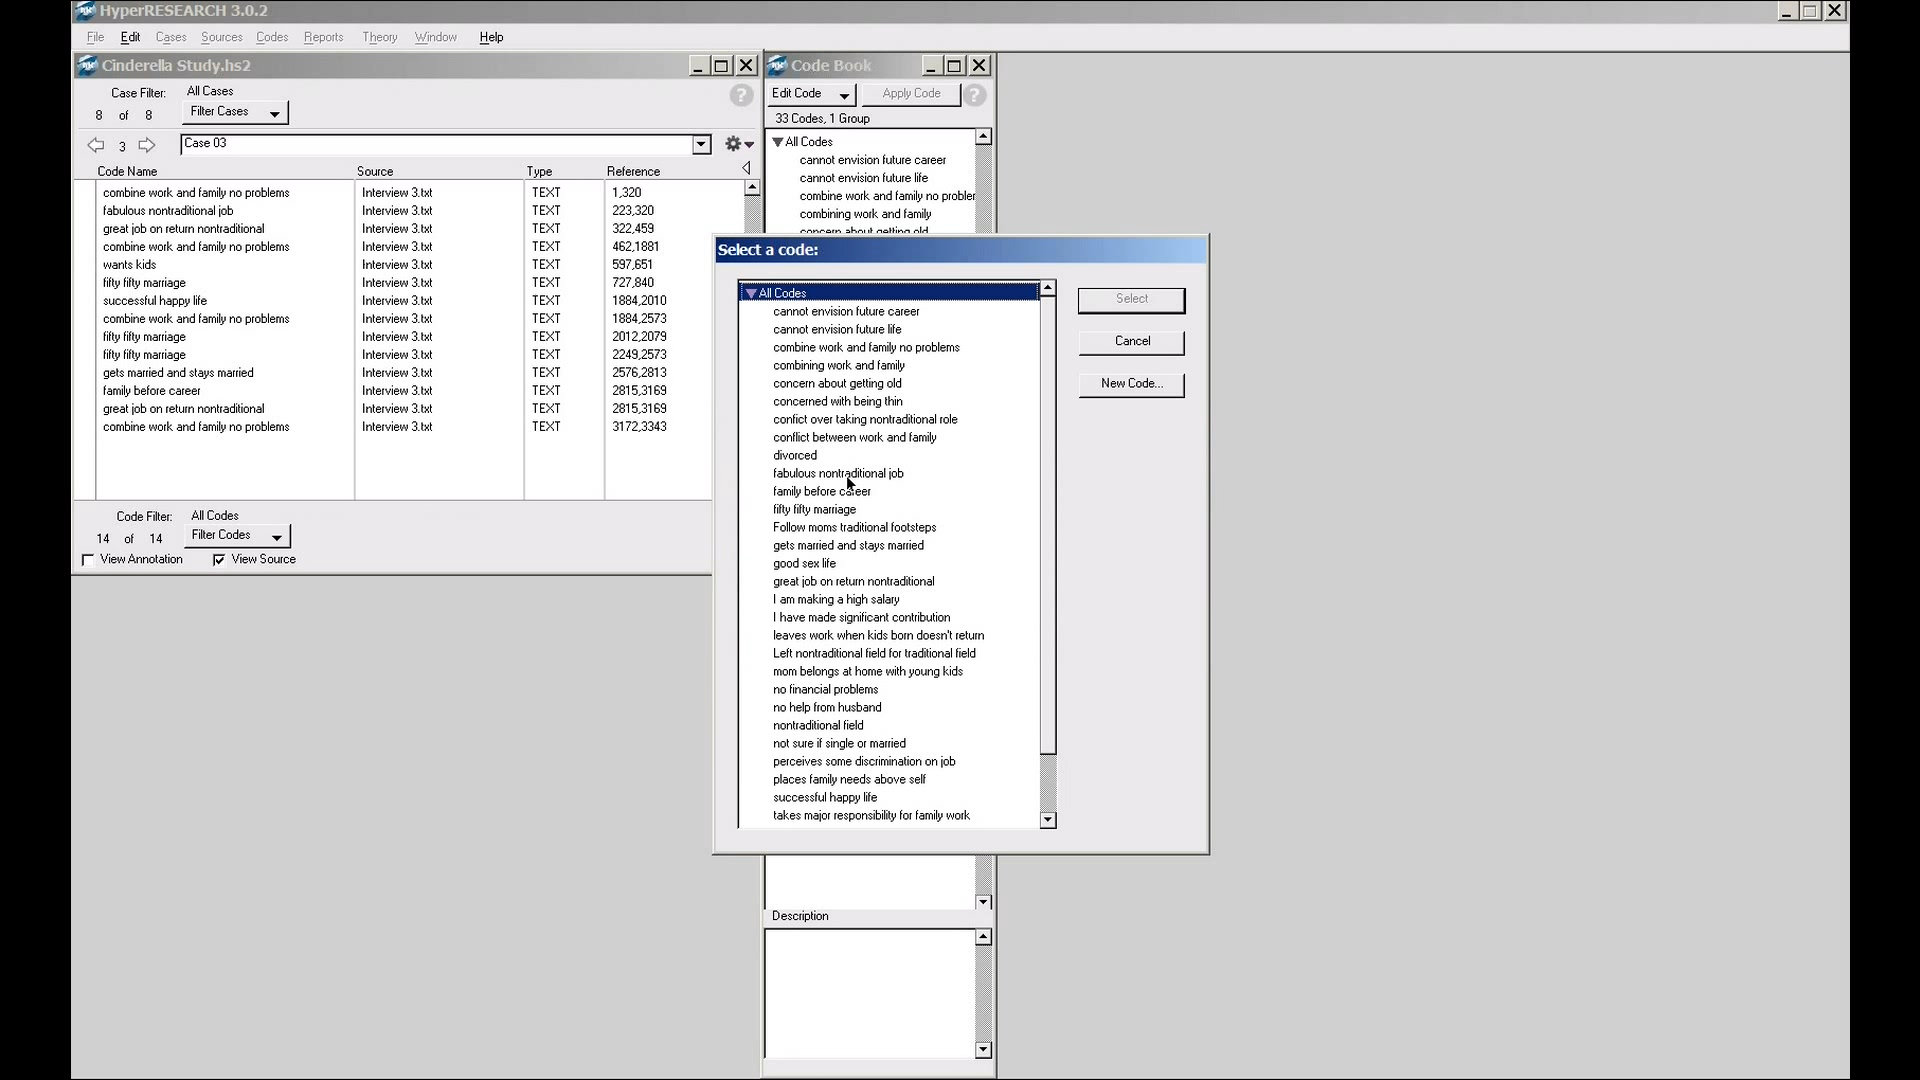 HyperRESEARCH 3.0.2
File Edit Cases Sources Codes Reports Theory Window Help
Cinderella Study.hs2
Case Filter: All Cases
8 of 8 Filter Cases
?
3 Case 03
Code Name Source Type Reference
combine work and family no problems Interview 3.txt TEXT 1,320
fabulous nontraditional job Interview 3.txt TEXT 223,320
great job on return nontraditional Interview 3.txt TEXT 322,459
combine work and family no problems Interview 3.txt TEXT 462,1881
wants kids Interview 3.txt TEXT 597,651
fifty fifty marriage Interview 3.txt TEXT 727,840
successful happy life Interview 3.txt TEXT 1884,2010
combine work and family no problems Interview 3.txt TEXT 1884,2573
fifty fifty marriage Interview 3.txt TEXT 2012,2079
fifty fifty marriage Interview 3.txt TEXT 2249,2573
gets married and stays married Interview 3.txt TEXT 2576,2813
family before career Interview 3.txt TEXT 2815,3169
great job on return nontraditional Interview 3.txt TEXT 2815,3169
combine work and family no problems Interview 3.txt TEXT 3172,3343
Code Filter: All Codes
14 of 14 Filter Codes
View Annotation View Source
Code Book
Edit Code Apply Code ?
33 Codes, 1 Group
All Codes
cannot envision future career
cannot envision future life
combine work and family no probler
combining work and family
concern about getting old
Select a code:
All Codes
cannot envision future career
cannot envision future life
combine work and family no problems
combining work and family
concern about getting old
concerned with being thin
confict over taking nontraditional role
conflict between work and family
divorced
fabulous nontraditional job
family before career
fifty fifty marriage
Follow moms traditional footsteps
gets married and stays married
good sex life
great job on return nontraditional
I am making a high salary
I have made significant contribution
leaves work when kids born doesn't return
Left nontraditional field for traditional field
mom belongs at home with young kids
no financial problems
no help from husband
nontraditional field
not sure if single or married
perceives some discrimination on job
places family needs above self
successful happy life
takes major responsibility for family work
Select
Cancel
New Code...
Description